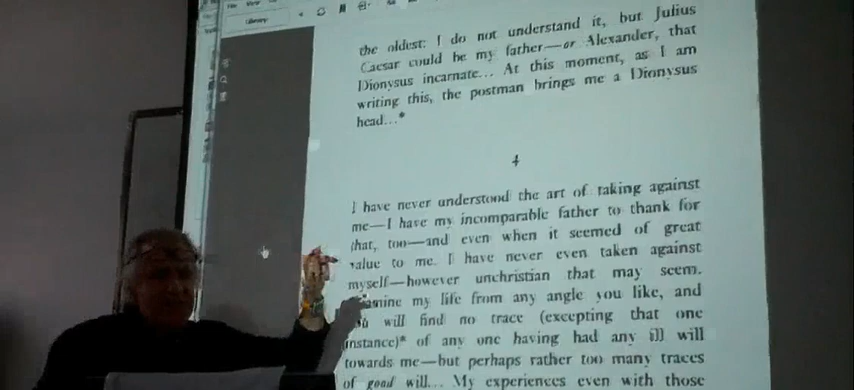 Library
the oldest: I do not understand it, but Julius
Caesar could be my father—or Alexander, that
Dionysus incarnate... At this moment, as I am
writing this, the postman brings me a Dionysus
head...*
4
I have never understood the art of taking against
me—I have my incomparable father to thank for
that, too—and even when it seemed of great
value to me. I have never even taken against
myself—however unchristian that may seem.
my life from any angle you like, and
will find no trace (excepting that one
instance)* of any one having had any ill will
towards me—but perhaps rather too many traces
of good will... My experiences even with those